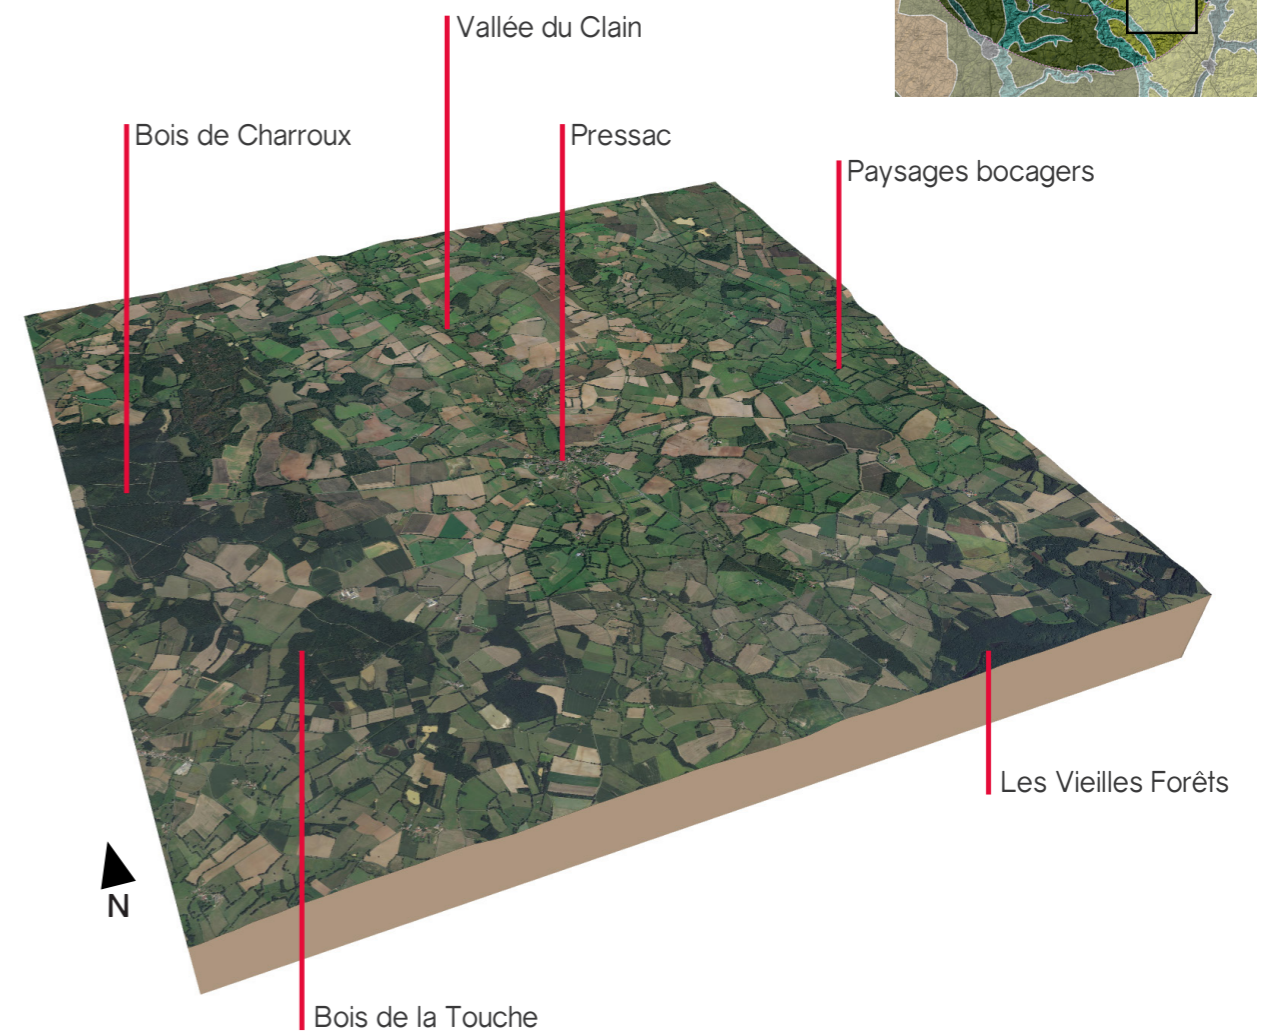 Vallée du Clain
Bois de Charroux
Pressac
Paysages bocagers
Les Vieilles Forêts
N
Bois de la Touche